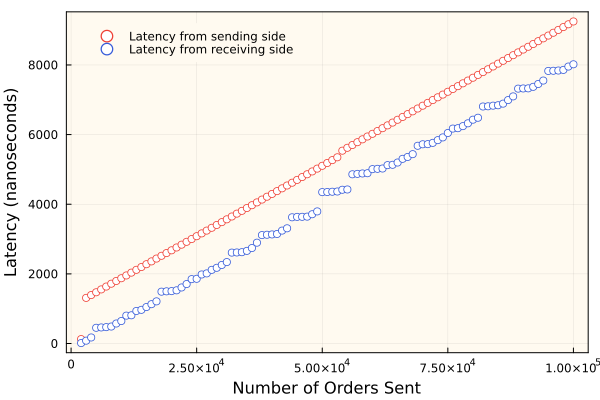 Latency from sending side
Latency from receiving side
Latency (nanoseconds)
8000
6000
4000
2000
0
0 2.50×10⁴ 5.00×10⁴ 7.50×10⁴ 1.00×10⁵
Number of Orders Sent